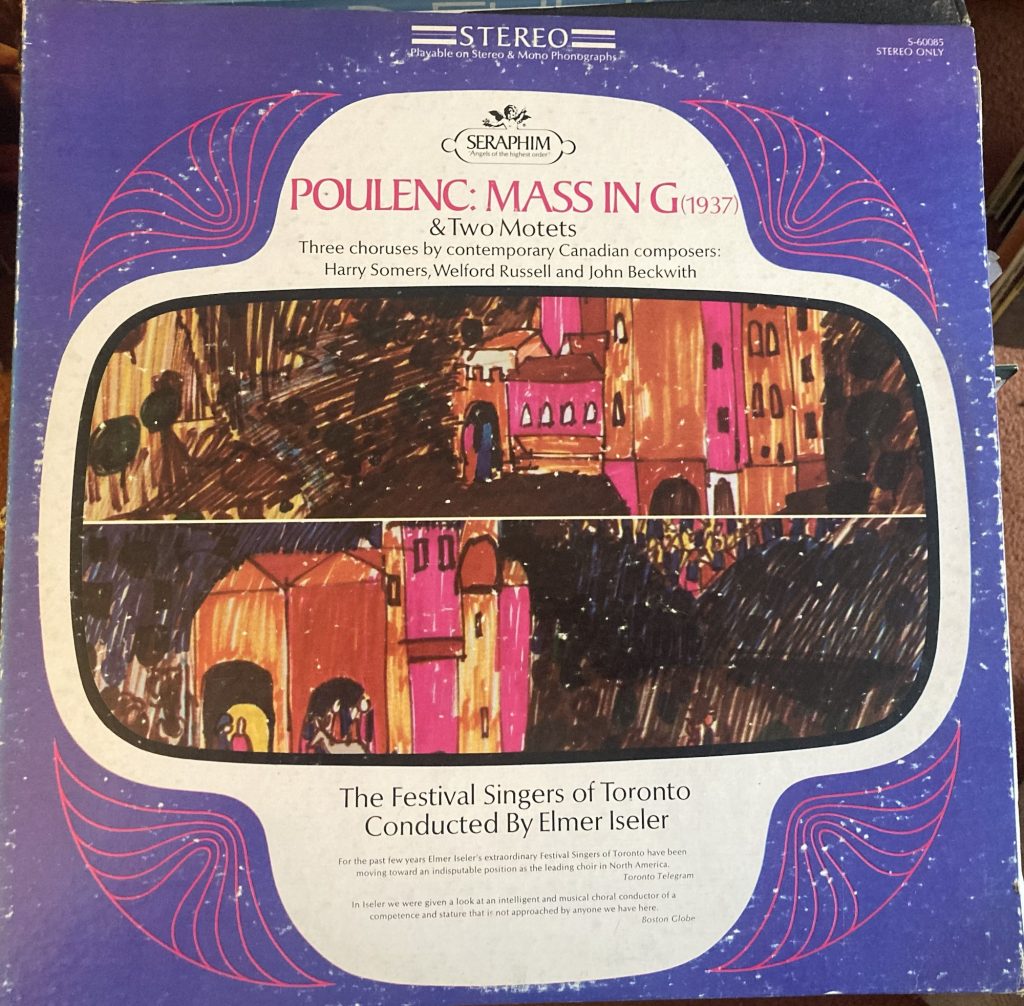 STEREO
Playable on Stereo & Mono Phonographs
S-60085
STEREO ONLY
SERAPHIM
"Angels of the highest order"
POULENC: MASS IN G (1937)
& Two Motets
Three choruses by contemporary Canadian composers:
Harry Somers, Welford Russell and John Beckwith
The Festival Singers of Toronto
Conducted By Elmer Iseler
For the past few years Elmer Iseler's extraordinary Festival Singers of Toronto have been
moving toward an indisputable position as the leading choir in North America.
Toronto Telegram
In Iseler we were given a look at an intelligent and musical choral conductor of a
competence and stature that is not approached by anyone we have here.
Boston Globe